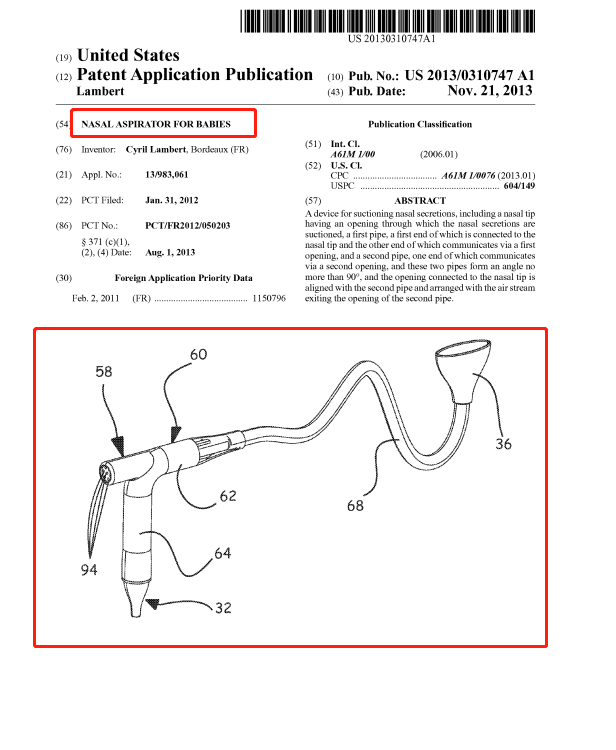 US 20130310747A1
(19) United States
(12) Patent Application Publication
Lambert
(10) Pub. No.: US 2013/0310747 A1
(43) Pub. Date: Nov. 21, 2013
(54) NASAL ASPIRATOR FOR BABIES
(76) Inventor: Cyril Lambert, Bordeaux (FR)
(21) Appl. No.: 13/983,061
(22) PCT Filed: Jan. 31, 2012
(86) PCT No.: PCT/FR2012/050203
§ 371 (c)(1),
(2), (4) Date: Aug. 1, 2013
(30) Foreign Application Priority Data
Feb. 2, 2011 (FR) ..................................... 1150796
Publication Classification
(51) Int. Cl.
A61M 1/00 (2006.01)
(52) U.S. Cl.
CPC .................................... A61M 1/0076 (2013.01)
USPC .......................................................... 604/149
(57) ABSTRACT
A device for suctioning nasal secretions, including a nasal tip
having an opening through which the nasal secretions are
suctioned, a first pipe, a first end of which is connected to the
nasal tip and the other end of which communicates via a first
opening, and a second pipe, one end of which communicates
via a second opening, and these two pipes form an angle no
more than 90°, and the opening connected to the nasal tip is
aligned with the second pipe and arranged with the air stream
exiting the opening of the second pipe.
60
58
36
62
68
64
94
32